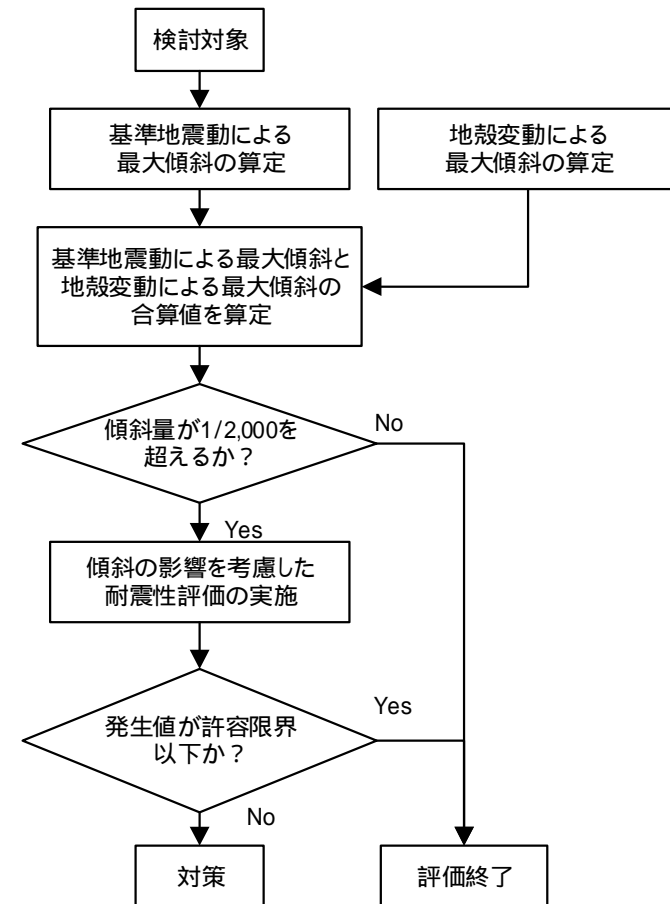 検討対象
基準地震動による
最大傾斜の算定
地殻変動による
最大傾斜の算定
基準地震動による最大傾斜と
地殻変動による最大傾斜の
合算値を算定
傾斜量が1/2,000を
超えるか？
No
Yes
傾斜の影響を考慮した
耐震性評価の実施
発生値が許容限界
以下か？
Yes
No
対策
評価終了